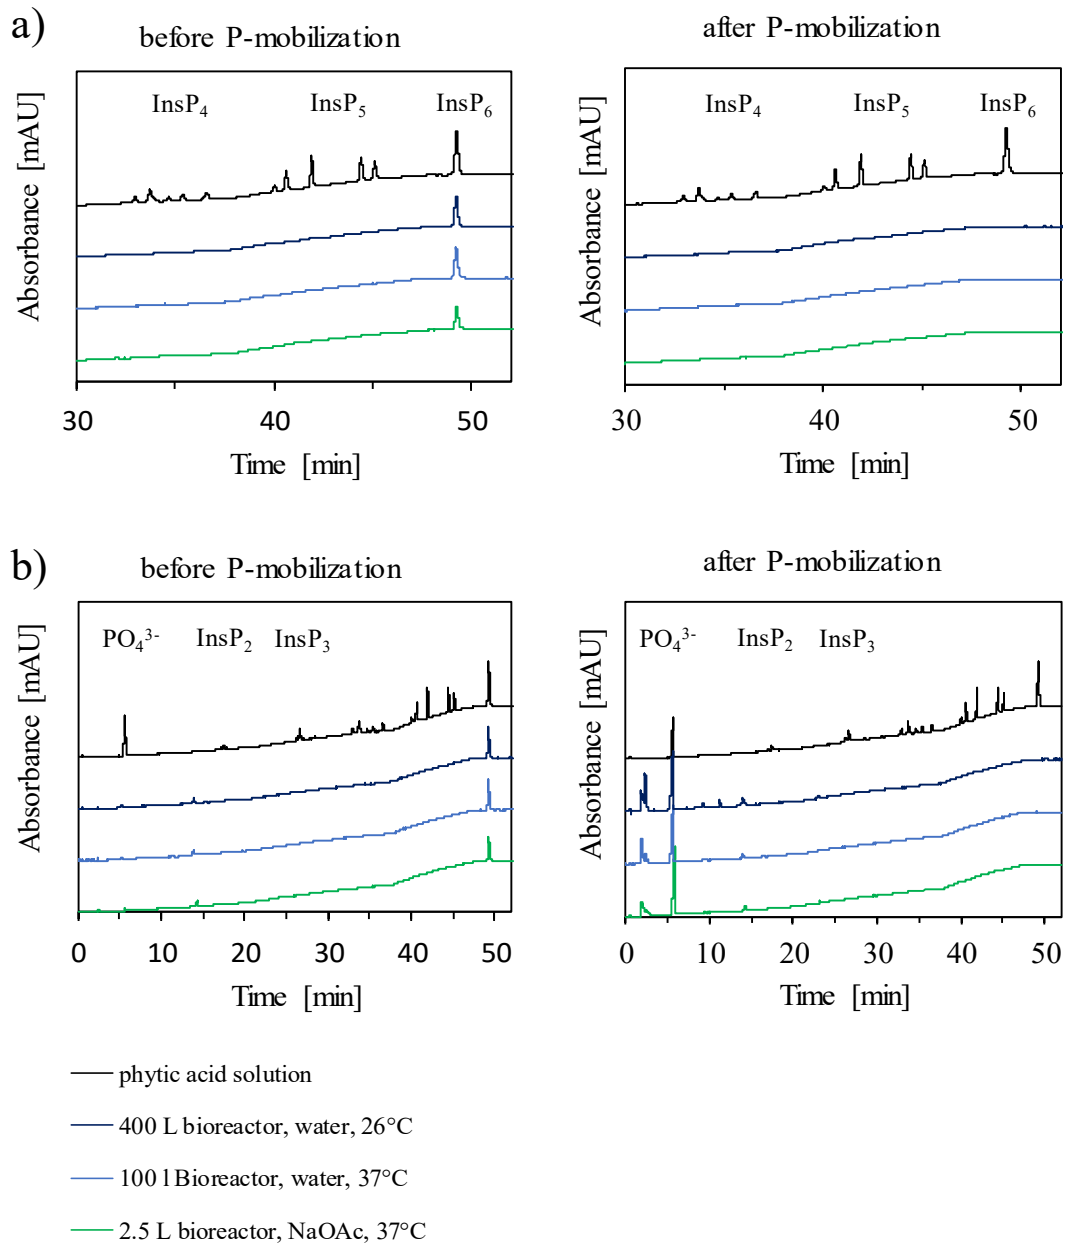 a)
before P-mobilization
after P-mobilization
Absorbance [mAU]
InsP₄ InsP₅ InsP₆
30 40 50
Time [min]
Absorbance [mAU]
InsP₄ InsP₅ InsP₆
30 40 50
Time [min]
b)
before P-mobilization
after P-mobilization
Absorbance [mAU]
PO₄³⁻ InsP₂ InsP₃
0 10 20 30 40 50
Time [min]
Absorbance [mAU]
PO₄³⁻ InsP₂ InsP₃
0 10 20 30 40 50
Time [min]
phytic acid solution
400 L bioreactor, water, 26°C
100 l Bioreactor, water, 37°C
2.5 L bioreactor, NaOAc, 37°C